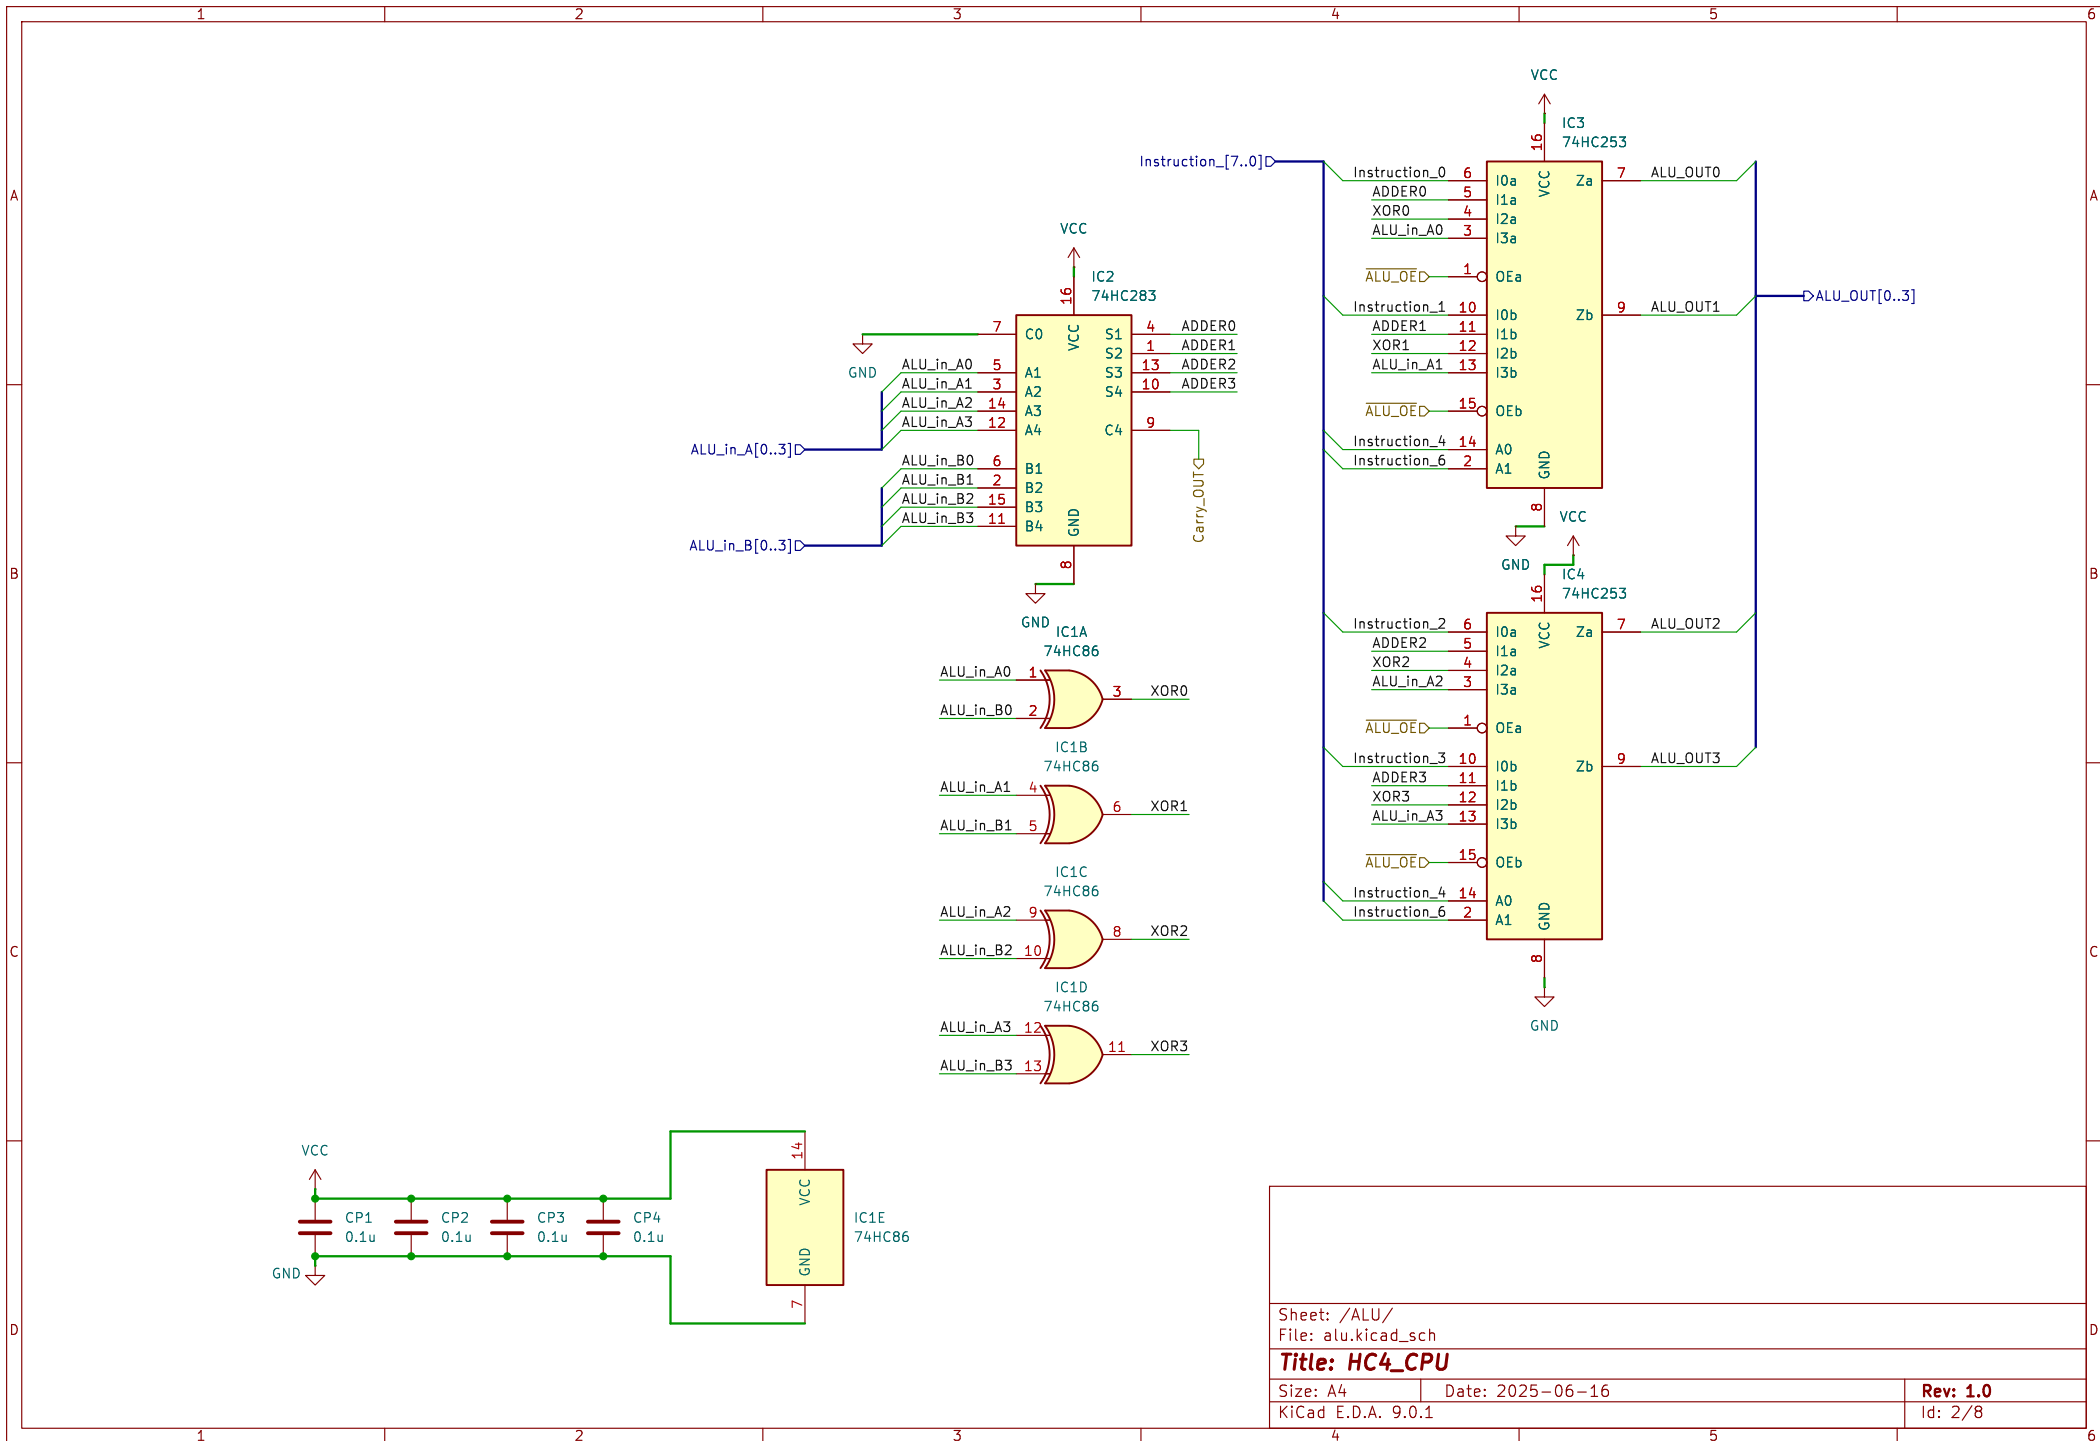 1 2 3 4 5 6
A
B
C
D
A
B
C
D
1 2 3 4 5 6
Instruction_[7..0]
ALU_in_A[0..3]
ALU_in_B[0..3]
ALU_OUT[0..3]
VCC
16
IC2
74HC283
7 C0
GND
ALU_in_A0 5 A1
ALU_in_A1 3 A2
ALU_in_A2 14 A3
ALU_in_A3 12 A4
ALU_in_B0 6 B1
ALU_in_B1 2 B2
ALU_in_B2 15 B3
ALU_in_B3 11 B4
VCC
GND
S1 4 ADDER0
S2 1 ADDER1
S3 13 ADDER2
S4 10 ADDER3
C4 9
Carry_OUT
8
GND
IC1A
74HC86
ALU_in_A0 1
ALU_in_B0 2
3 XOR0
IC1B
74HC86
ALU_in_A1 4
ALU_in_B1 5
6 XOR1
IC1C
74HC86
ALU_in_A2 9
ALU_in_B2 10
8 XOR2
IC1D
74HC86
ALU_in_A3 12
ALU_in_B3 13
11 XOR3
VCC
16
IC3
74HC253
Instruction_0 6 I0a
ADDER0 5 I1a
XOR0 4 I2a
ALU_in_A0 3 I3a
ALU_OE 1 OEa
Instruction_1 10 I0b
ADDER1 11 I1b
XOR1 12 I2b
ALU_in_A1 13 I3b
ALU_OE 15 OEb
Instruction_4 14 A0
Instruction_6 2 A1
VCC
GND
Za 7 ALU_OUT0
Zb 9 ALU_OUT1
8
GND
VCC
16
IC4
74HC253
Instruction_2 6 I0a
ADDER2 5 I1a
XOR2 4 I2a
ALU_in_A2 3 I3a
ALU_OE 1 OEa
Instruction_3 10 I0b
ADDER3 11 I1b
XOR3 12 I2b
ALU_in_A3 13 I3b
ALU_OE 15 OEb
Instruction_4 14 A0
Instruction_6 2 A1
VCC
GND
Za 7 ALU_OUT2
Zb 9 ALU_OUT3
8
GND
VCC
CP1
0.1u
CP2
0.1u
CP3
0.1u
CP4
0.1u
GND
14
VCC
GND
7
IC1E
74HC86
Sheet: /ALU/
File: alu.kicad_sch
Title: HC4_CPU
Size: A4 Date: 2025-06-16 Rev: 1.0
KiCad E.D.A. 9.0.1 Id: 2/8